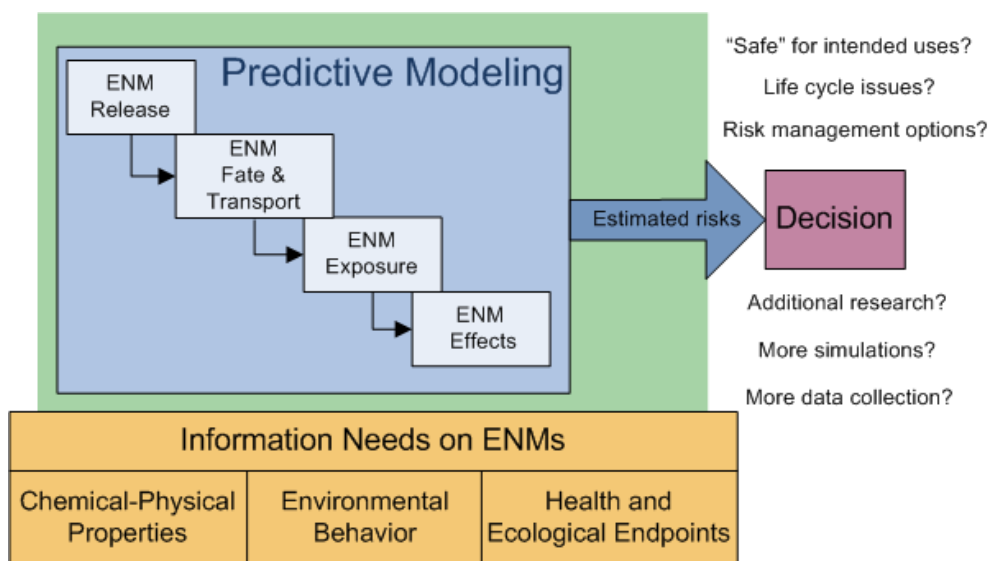 Predictive Modeling
ENM
Release
ENM
Fate &
Transport
ENM
Exposure
ENM
Effects
Estimated risks
“Safe” for intended uses?
Life cycle issues?
Risk management options?
Decision
Additional research?
More simulations?
More data collection?
Information Needs on ENMs
Chemical-Physical
Properties
Environmental
Behavior
Health and
Ecological Endpoints